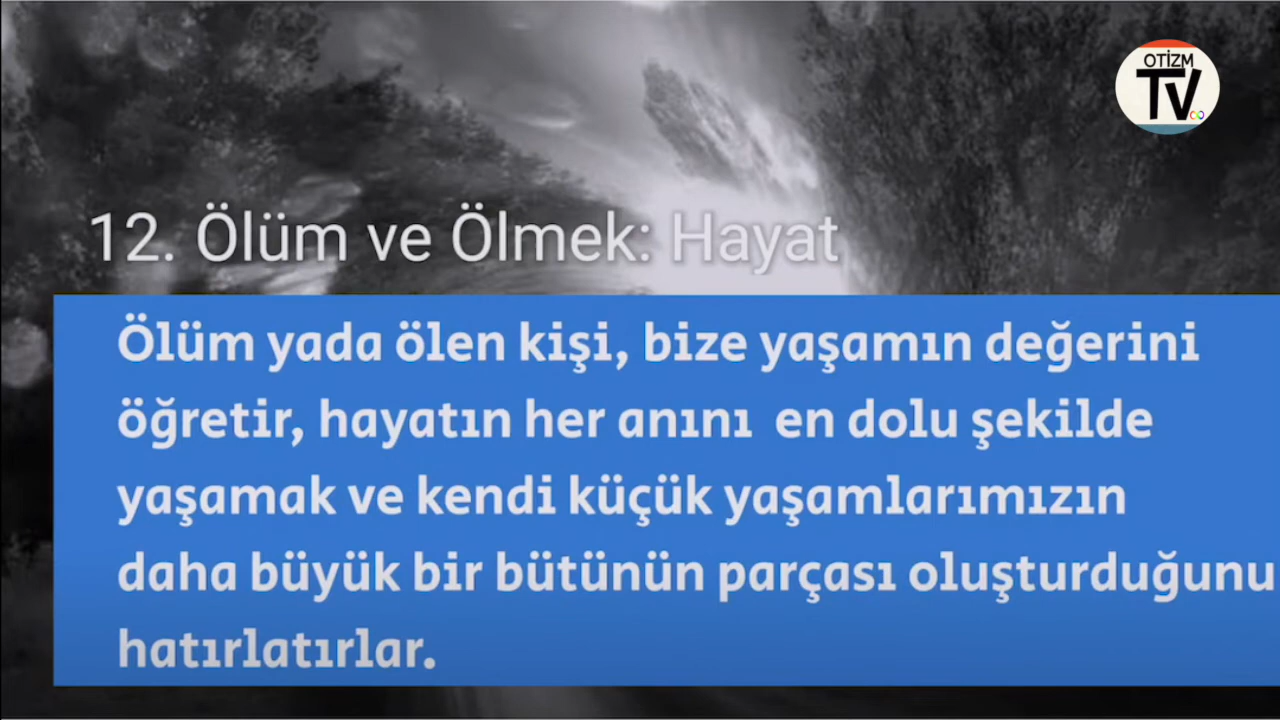 OTİZM
TV
12. Ölüm ve Ölmek: Hayat
Ölüm yada ölen kişi, bize yaşamın değerini
öğretir, hayatın her anını en dolu şekilde
yaşamak ve kendi küçük yaşamlarımızın
daha büyük bir bütünün parçası oluşturduğunu
hatırlatırlar.